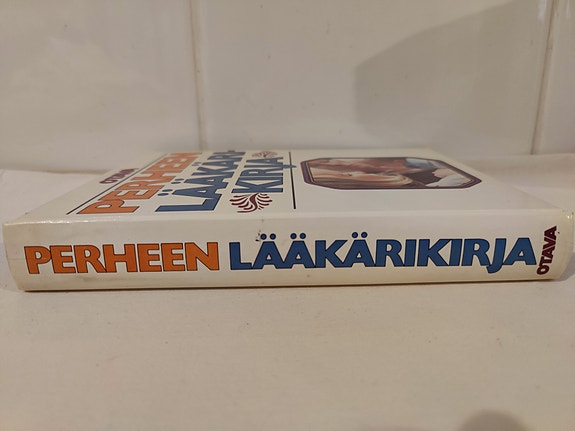 OTAVA
PERHEEN
LÄÄKÄRI-
KIRJA
PERHEEN LÄÄKÄRIKIRJA
OTAVA